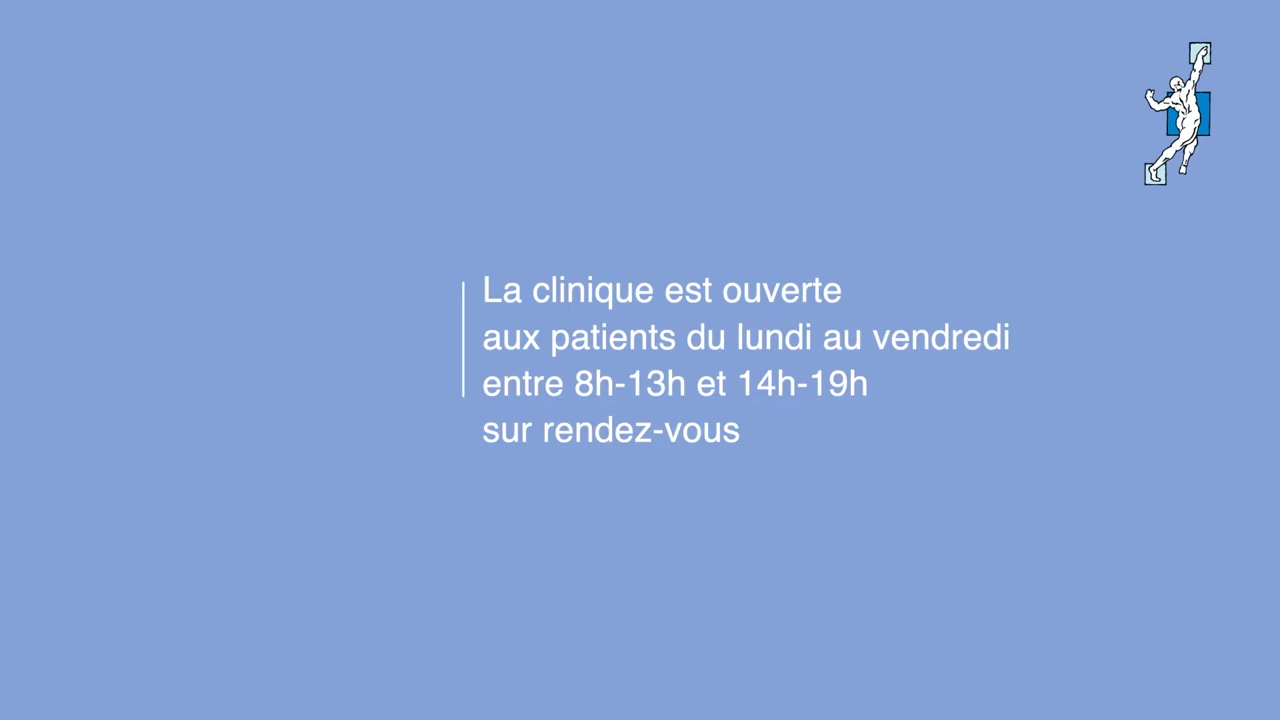 La clinique est ouverte
aux patients du lundi au vendredi
entre 8h-13h et 14h-19h
sur rendez-vous